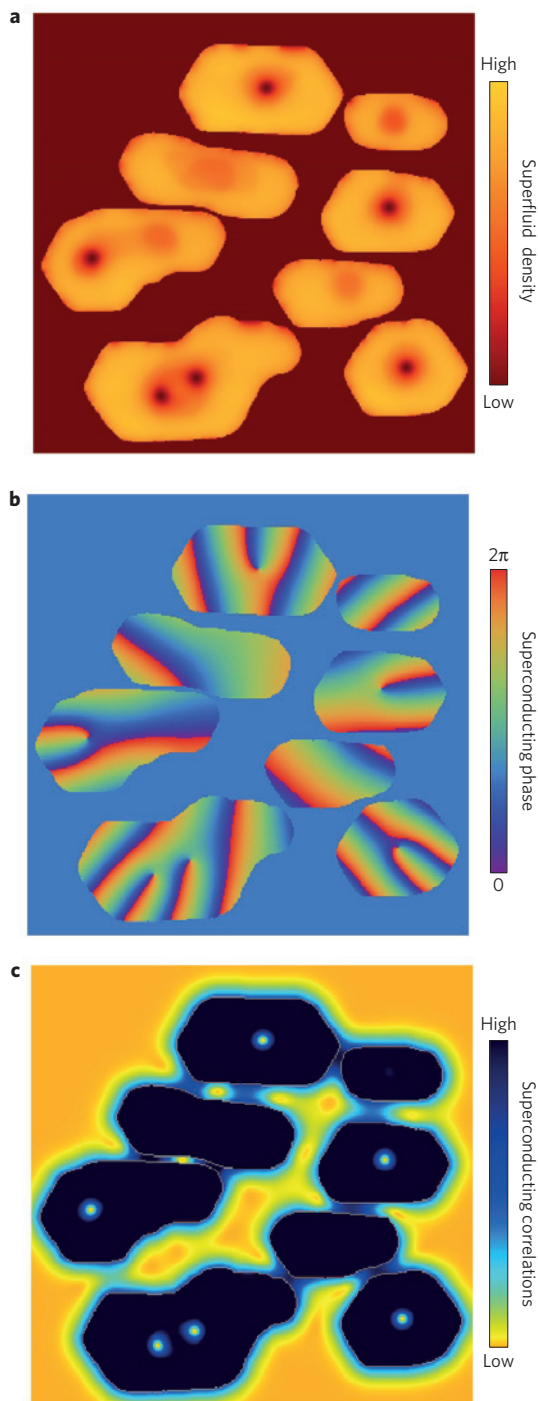 a
High
Superfluid density
Low
b
2π
Superconducting phase
0
c
High
Superconducting correlations
Low